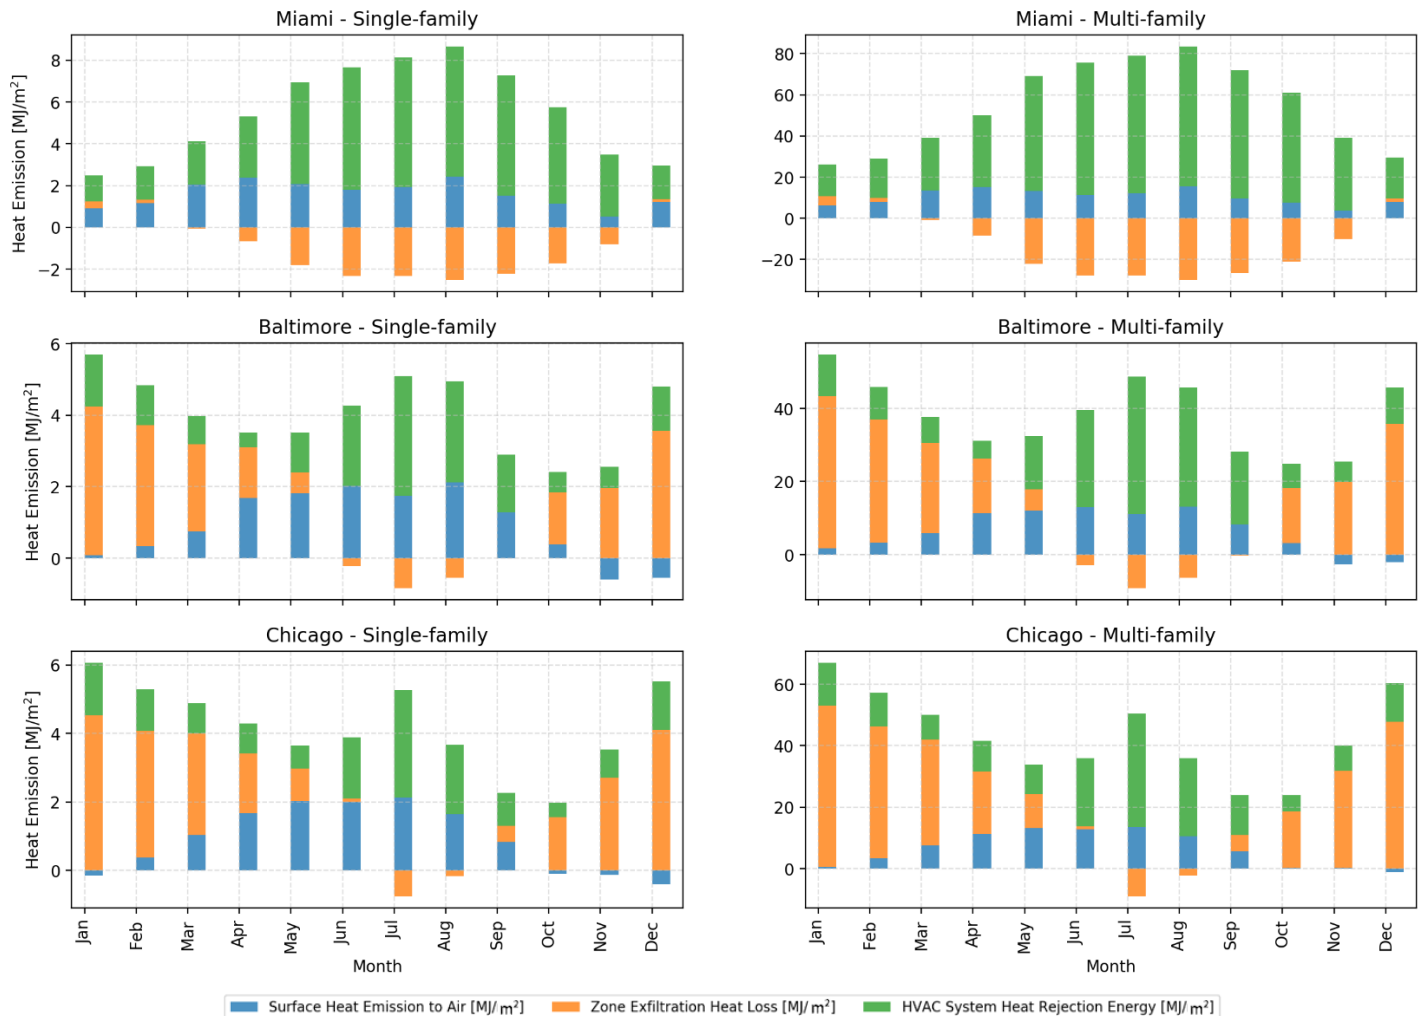 Miami - Single-family
Heat Emission [MJ/m²]
8
6
4
2
0
−2
Miami - Multi-family
80
60
40
20
0
−20
Baltimore - Single-family
Heat Emission [MJ/m²]
6
4
2
0
Baltimore - Multi-family
40
20
0
Chicago - Single-family
Heat Emission [MJ/m²]
6
4
2
0
Jan Feb Mar Apr May Jun Jul Aug Sep Oct Nov Dec
Month
Chicago - Multi-family
60
40
20
0
Jan Feb Mar Apr May Jun Jul Aug Sep Oct Nov Dec
Month
Surface Heat Emission to Air [MJ/m²] Zone Exfiltration Heat Loss [MJ/m²] HVAC System Heat Rejection Energy [MJ/m²]